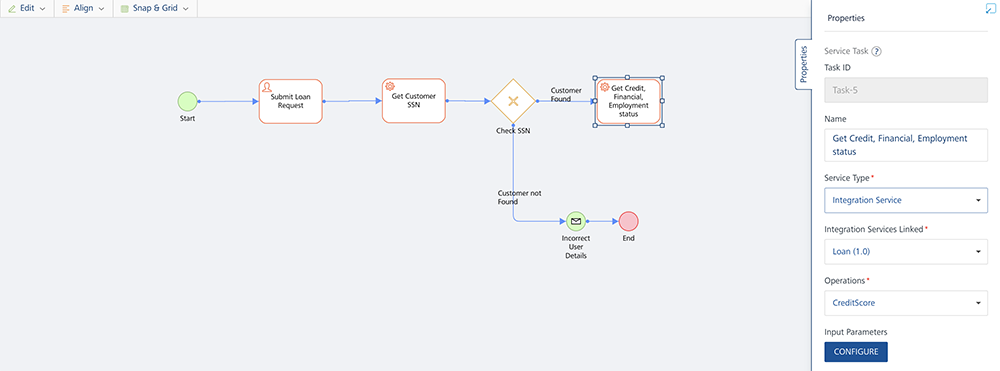 Edit
Align
Snap & Grid
Start
Submit Loan
Request
Get Customer
SSN
Check SSN
Customer
Found
Get Credit,
Financial,
Employment
status
Customer not
Found
Incorrect
User
Details
End
Properties
Properties
Service Task ?
Task ID
Task-5
Name
Get Credit, Financial, Employment
status
Service Type*
Integration Service
Integration Services Linked*
Loan (1.0)
Operations*
CreditScore
Input Parameters
CONFIGURE